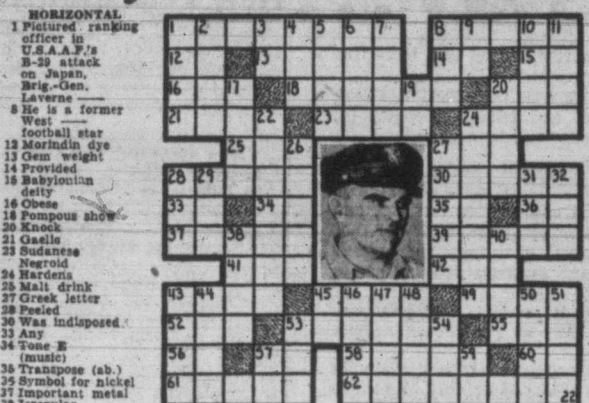 HORIZONTAL
1 Pictured ranking
officer in
U.S.A.A.F.'s
B-29 attack
on Japan,
Brig.-Gen.
Laverne ——
8 He is a former
West ——
football star
12 Morindin dye
13 Gem weight
14 Provided
15 Babylonian
deity
16 Obese
18 Pompous show
20 Knock
21 Gaelic
23 Sudanese
Negroid
24 Hardens
25 Malt drink
27 Greek letter
28 Peeled
30 Was indisposed
33 Any
34 Tone E
(music)
35 Transpose (ab.)
35 Symbol for nickel
37 Important metal
1 2 3 4 5 6 7 8 9 10 11
12 13 14 15
16 17 18 19 20
21 22 23 24
25 26 27
28 29 30 31 32
33 34 35 36
37 38 39 40
41 42
43 44 45 46 47 48 49 50 51
52 53 54 55
56 57 58 59 60
61 62
22